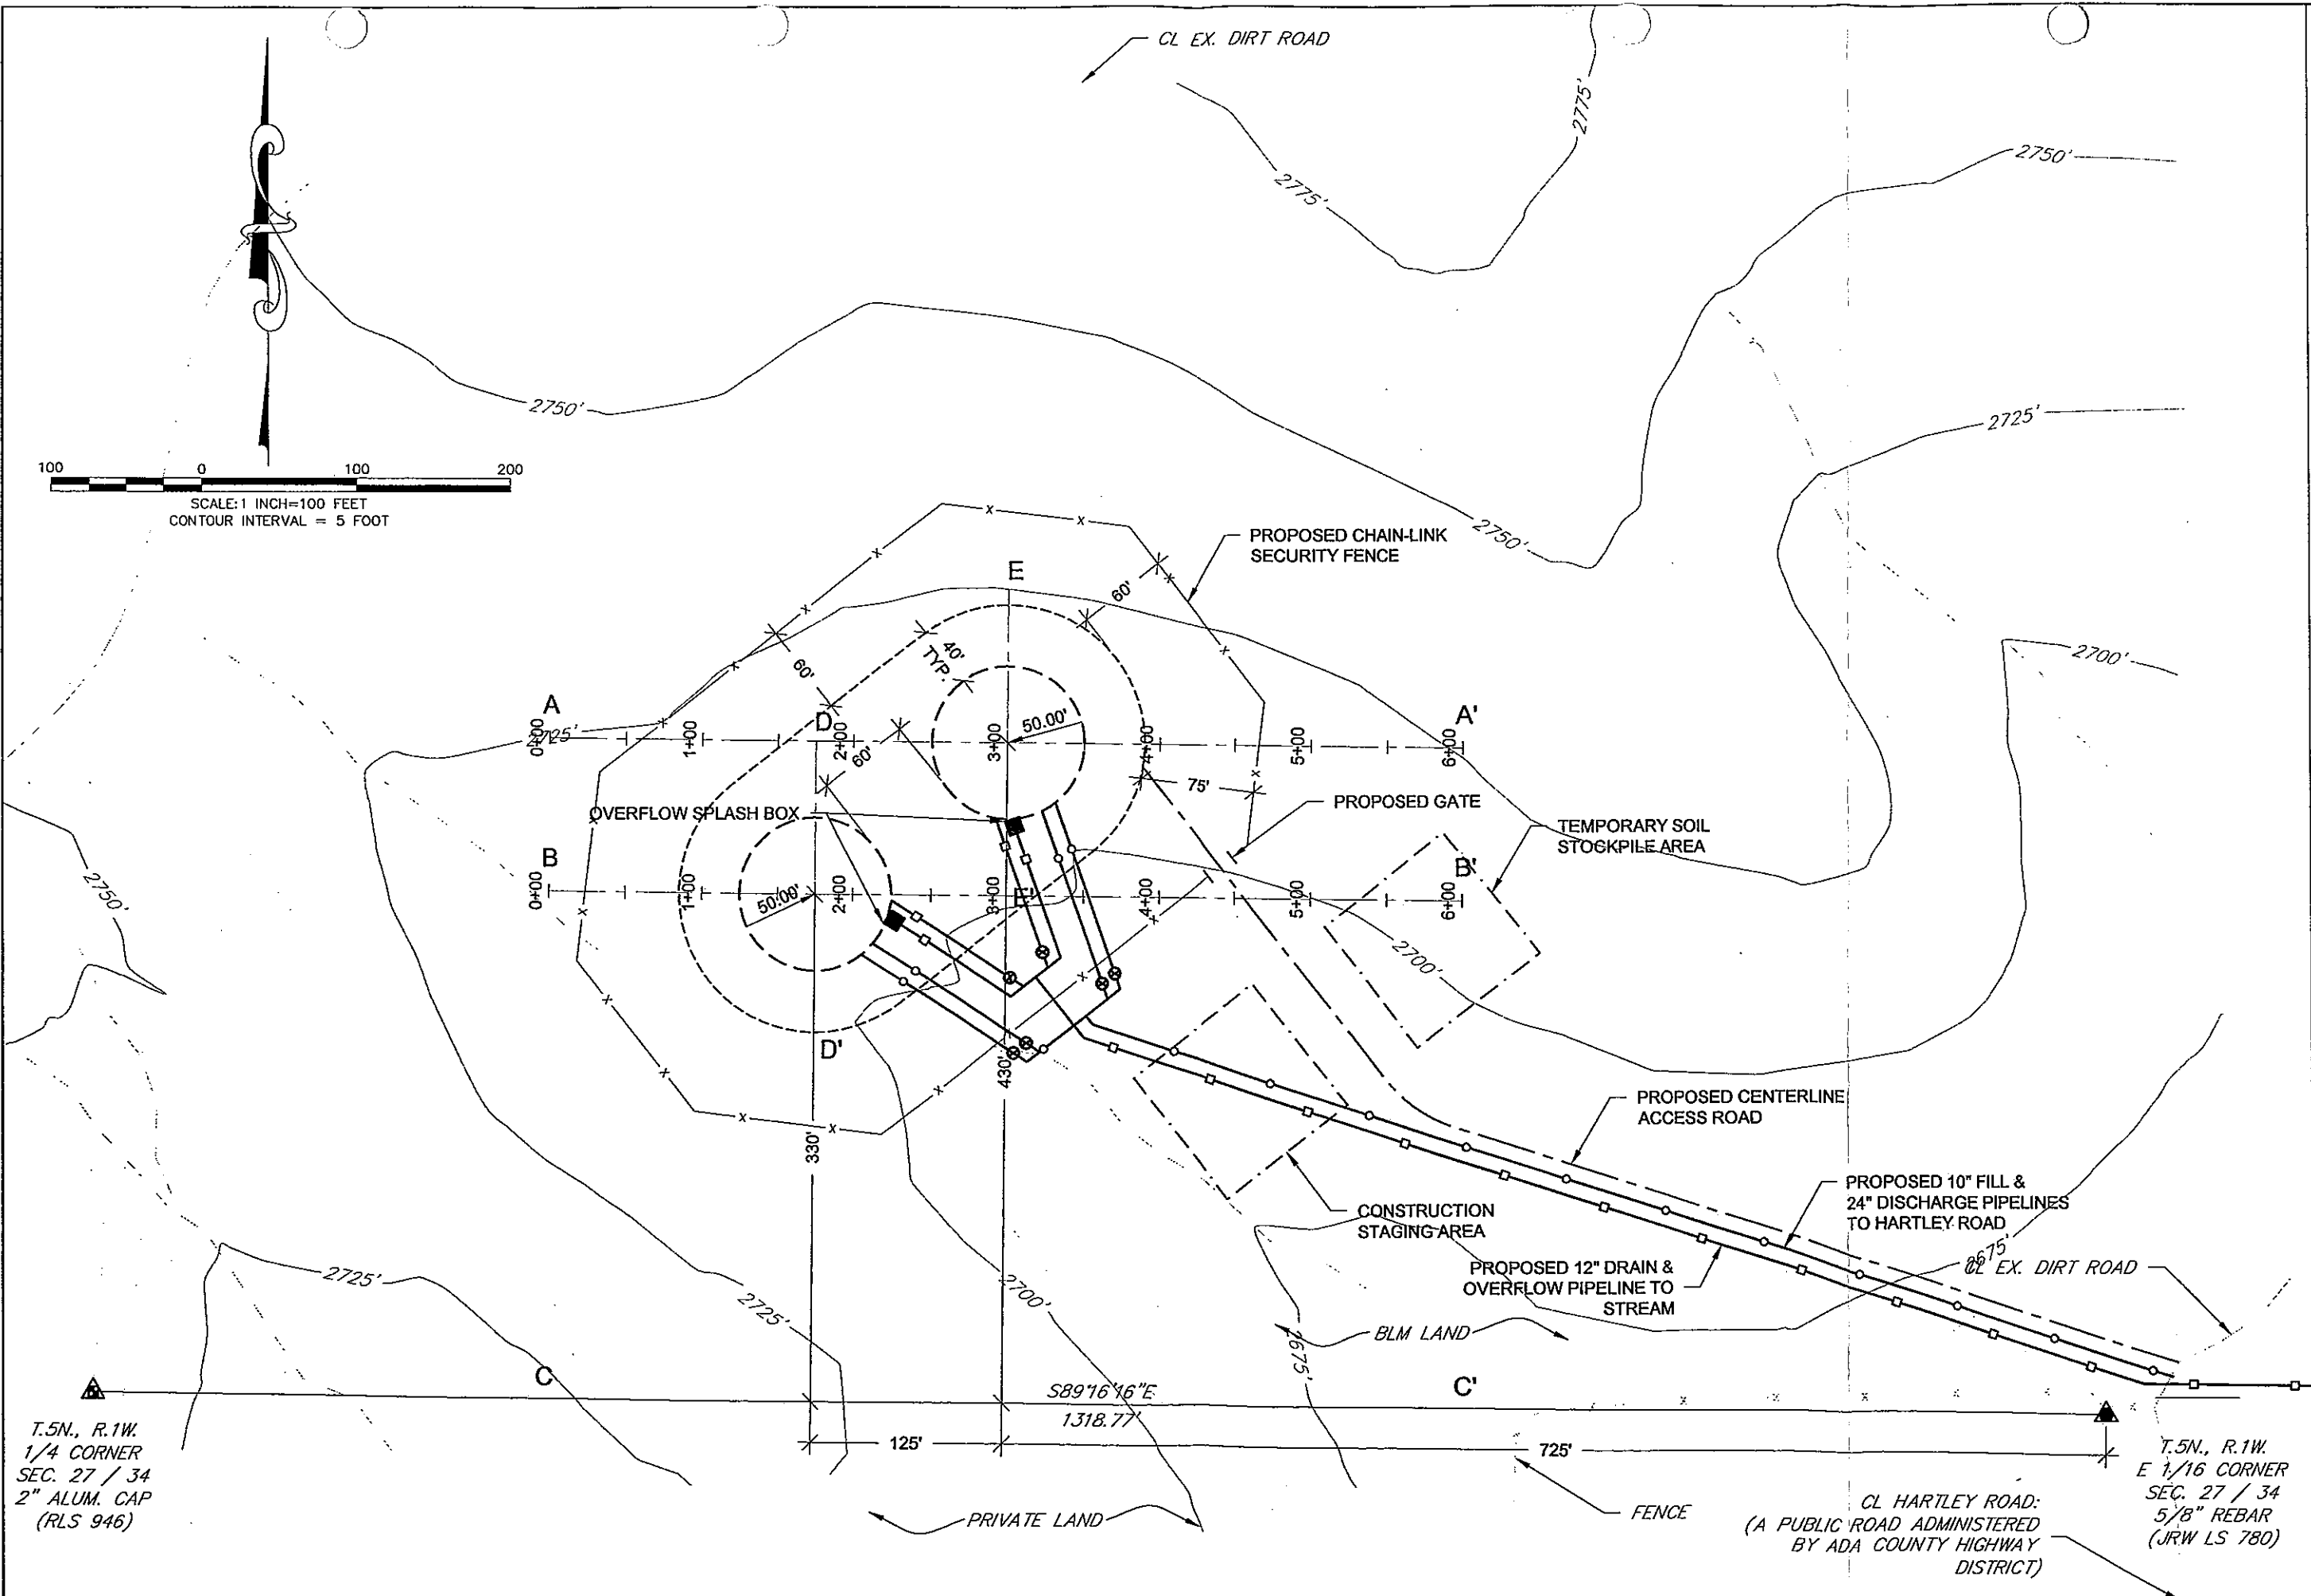 CL EX. DIRT ROAD
2775'
2775'
2750'
2750'
2725'
2750'
100 0 100 200
SCALE: 1 INCH=100 FEET
CONTOUR INTERVAL = 5 FOOT
PROPOSED CHAIN-LINK
SECURITY FENCE
E
60'
40'
TYP.
60'
2700'
A
D
A'
0+00
2725'
1+00
2+00
3+00
50.00'
4+00
5+00
6+00
60'
75'
PROPOSED GATE
OVERFLOW SPLASH BOX
TEMPORARY SOIL
STOCKPILE AREA
B
B'
0+00
1+00
50.00'
2+00
3+00
E'
4+00
5+00
6+00
2750'
2700'
D'
430'
330'
PROPOSED CENTERLINE
ACCESS ROAD
PROPOSED 10" FILL &
24" DISCHARGE PIPELINES
TO HARTLEY ROAD
CONSTRUCTION
STAGING AREA
2675'
CL EX. DIRT ROAD
PROPOSED 12" DRAIN &
OVERFLOW PIPELINE TO
STREAM
2725'
2725'
2700'
BLM LAND
2675'
C
S89°16'16"E
C'
1318.77'
125'
725'
T.5N., R.1W.
1/4 CORNER
SEC. 27 / 34
2" ALUM. CAP
(RLS 946)
T.5N., R.1W.
E 1/16 CORNER
SEC. 27 / 34
5/8" REBAR
(JRW LS 780)
PRIVATE LAND
FENCE
CL HARTLEY ROAD:
(A PUBLIC ROAD ADMINISTERED
BY ADA COUNTY HIGHWAY
DISTRICT)